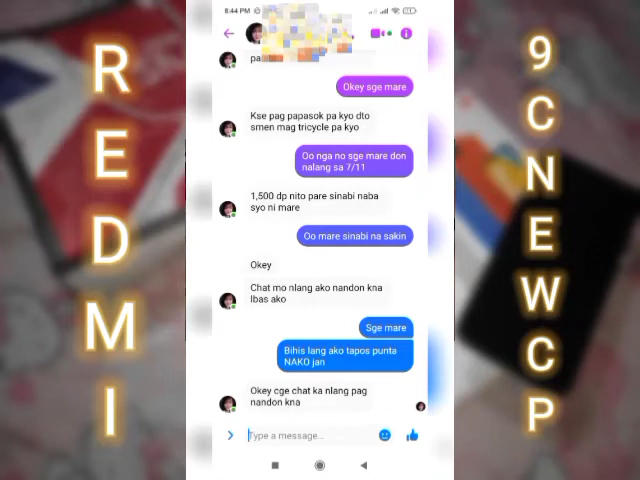 REDMI
9CNEWCP
8:44 PM
Okey sge mare
Kse pag papasok pa kyo dto
smen mag tricycle pa kyo
Oo nga no sge mare don
nalang sa 7/11
1,500 dp nito pare sinabi naba
syo ni mare
Oo mare sinabi na sakin
Okey
Chat mo nlang ako nandon kna
lbas ako
Sge mare
Bihis lang ako tapos punta
NAKO jan
Okey cge chat ka nlang pag
nandon kna
Type a message...